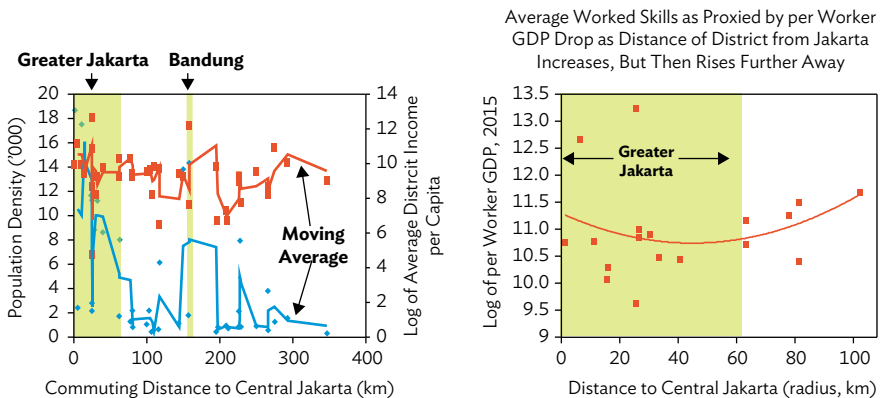 Greater Jakarta
Bandung
20
18
16
14
12
10
8
6
4
2
0
Population Density ('000)
14
12
10
8
6
4
2
0
Log of Average Distrcit Income
per Capita
Moving
Average
0
100
200
300
400
Commuting Distance to Central Jakarta (km)
Average Worked Skills as Proxied by per Worker
GDP Drop as Distance of District from Jakarta
Increases, But Then Rises Further Away
13.5
13.0
12.5
12.0
11.5
11.0
10.5
10.0
9.5
9
Log of per Worker GDP, 2015
Greater
Jakarta
0
20
40
60
80
100
Distance to Central Jakarta (radius, km)